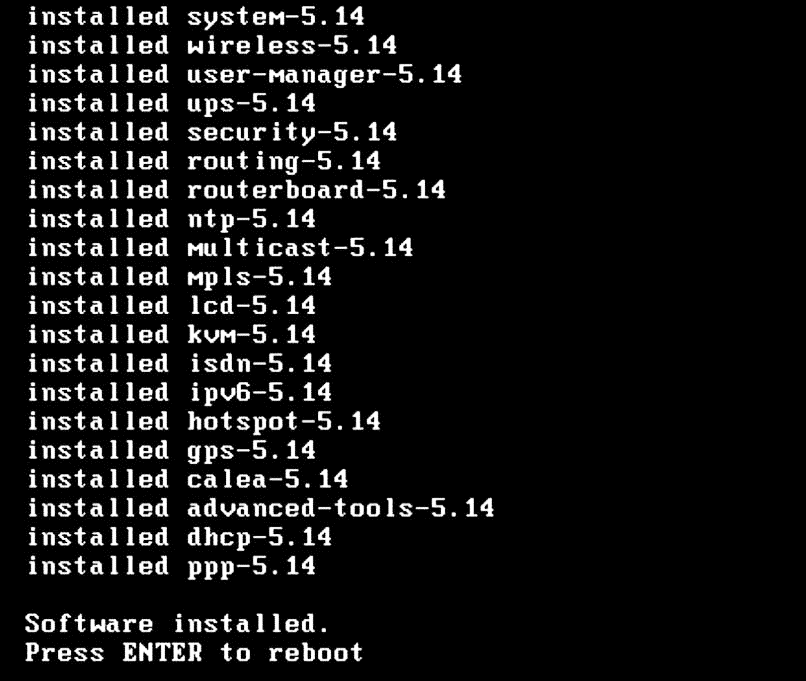 installed system-5.14
installed wireless-5.14
installed user-manager-5.14
installed ups-5.14
installed security-5.14
installed routing-5.14
installed routerboard-5.14
installed ntp-5.14
installed multicast-5.14
installed mpls-5.14
installed lcd-5.14
installed kvm-5.14
installed isdn-5.14
installed ipv6-5.14
installed hotspot-5.14
installed gps-5.14
installed calea-5.14
installed advanced-tools-5.14
installed dhcp-5.14
installed ppp-5.14
Software installed.
Press ENTER to reboot